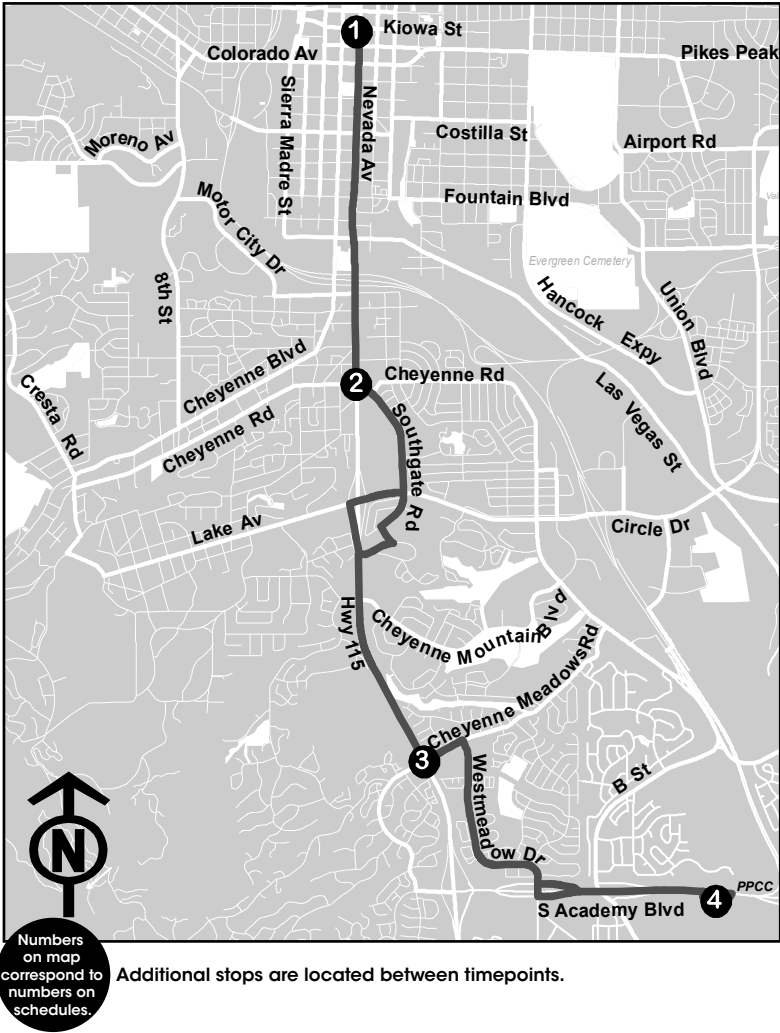 1
Kiowa St
Colorado Av
Pikes Peak
Sierra Madre St
Nevada Av
Costilla St
Airport Rd
Moreno Av
Motor City Dr
Fountain Blvd
Evergreen Cemetery
8th St
Hancock Expy
Union Blvd
Cheyenne Blvd
2
Cheyenne Rd
Cresta Rd
Cheyenne Rd
Southgate Rd
Las Vegas St
Lake Av
Circle Dr
Hwy 115
Cheyenne Mountain Blvd
Cheyenne Meadows Rd
3
Westmeadow Dr
B St
N
4
PPCC
S Academy Blvd
Numbers
on map
correspond to
numbers on
schedules.
Additional stops are located between timepoints.